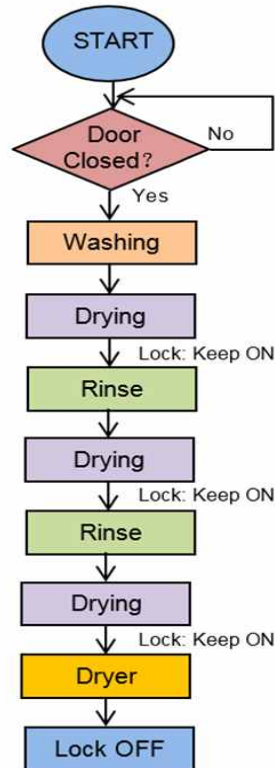 START
Door
Closed?
No
Yes
Washing
Drying
Lock: Keep ON
Rinse
Drying
Lock: Keep ON
Rinse
Drying
Lock: Keep ON
Dryer
Lock OFF